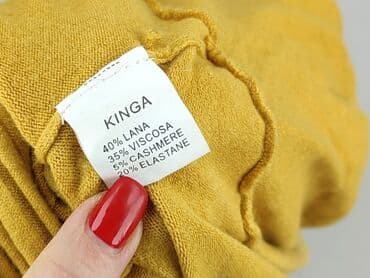 KINGA
40% LANA
35% VISCOSA
5% CASHMERE
20% ELASTANE